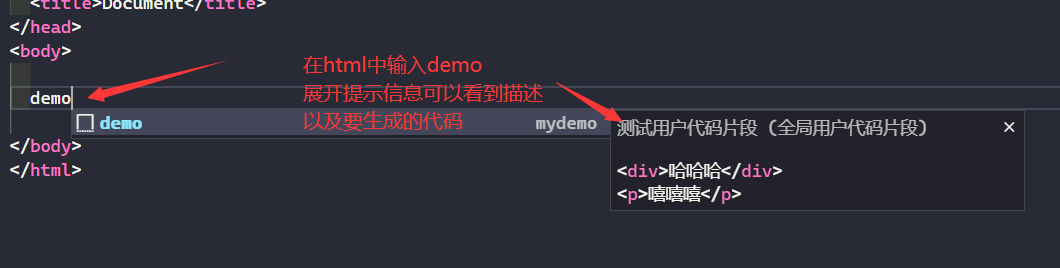 <title>Document</title>
</head>
<body>
在html中输入demo
展开提示信息可以看到描述
以及要生成的代码
demo
demo mydemo
测试用户代码片段 (全局用户代码片段) ×
<div>哈哈哈</div>
<p>嘻嘻嘻</p>
</body>
</html>